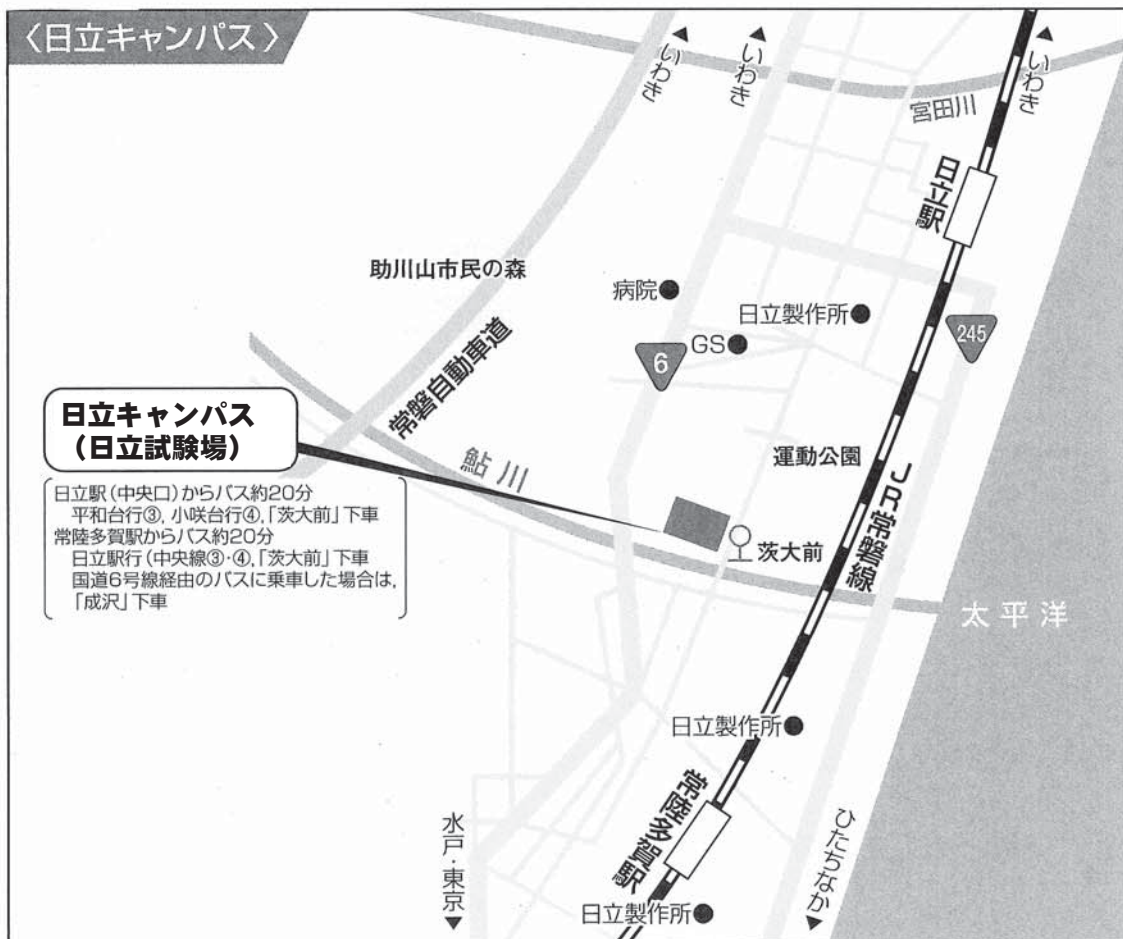 〈日立キャンパス〉
▲いわき
▲いわき
▲いわき
宮田川
日立駅
助川山市民の森
病院●
日立製作所●
GS●
6
245
常磐自動車道
日立キャンパス
（日立試験場）
鮎川
運動公園
JR常磐線
日立駅（中央口）からバス約20分
平和台行③，小咲台行④，「茨大前」下車
常陸多賀駅からバス約20分
日立駅行（中央線③・④，「茨大前」下車
国道6号線経由のバスに乗車した場合は，
「成沢」下車
茨大前
太平洋
日立製作所●
常陸多賀駅
水戸・東京▼
ひたちなか▼
日立製作所●